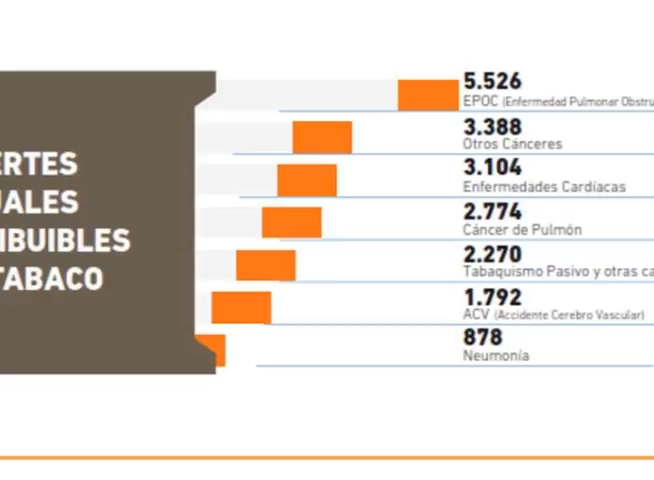 ERTES
UALES
IBUIBLES
TABACO
5.526
EPOC (Enfermedad Pulmonar Obstru
3.388
Otros Cánceres
3.104
Enfermedades Cardíacas
2.774
Cáncer de Pulmón
2.270
Tabaquismo Pasivo y otras ca
1.792
ACV (Accidente Cerebro Vascular)
878
Neumonía